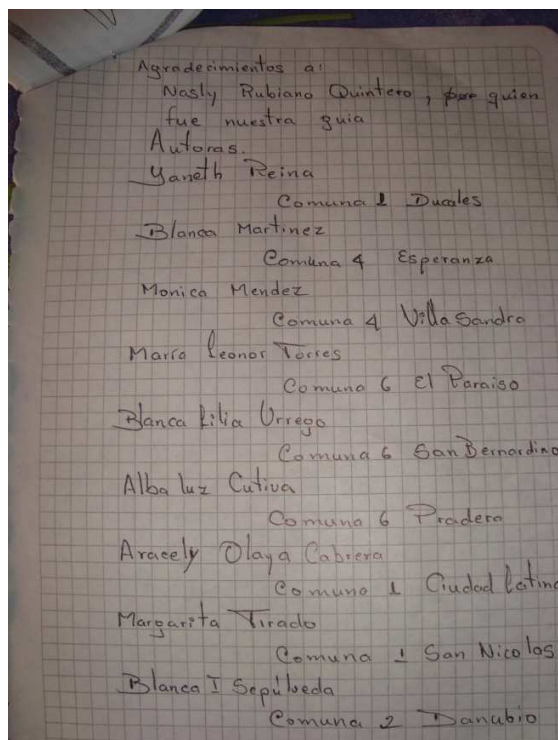 Agradecimientos a:
Nasly Rubiano Quintero, por quien
fue nuestra guia
Autoras.
Yaneth Reina
Comuna 1 Ducales
Blanca Martinez
Comuna 4 Esperanza
Monica Mendez
Comuna 4 Villa Sandra
Maria Leonor Torres
Comuna 6 El Paraiso
Blanca Lilia Urrego
Comuna 6 San Bernardino
Alba luz Cutiva
Comuna 6 Pradera
Aracely Olaya Cabrera
Comuna 1 Ciudad Latina
Margarita Tirado
Comuna 1 San Nicolas
Blanca I Sepúlveda
Comuna 2 Danubio